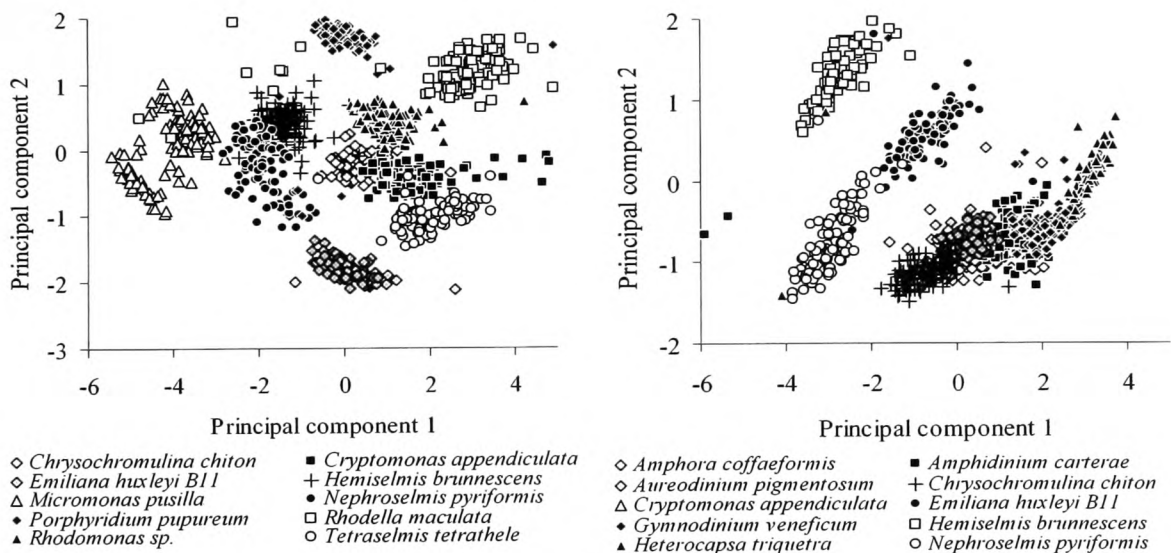 2
1
0
-1
-2
-3
Principal component 2
-6
-4
-2
0
2
4
Principal component 1
Chrysochromulina chiton
Emiliana huxleyi B11
Micromonas pusilla
Porphyridium pupureum
Rhodomonas sp.
Cryptomonas appendiculata
Hemiselmis brunnescens
Nephroselmis pyriformis
Rhodella maculata
Tetraselmis tetrathele
2
1
0
-1
-2
Principal component 2
-6
-4
-2
0
2
4
Principal component 1
Amphora coffaeformis
Aureodinium pigmentosum
Cryptomonas appendiculata
Gymnodinium veneficum
Heterocapsa triquetra
Amphidinium carterae
Chrysochromulina chiton
Emiliana huxleyi B11
Hemiselmis brunnescens
Nephroselmis pyriformis